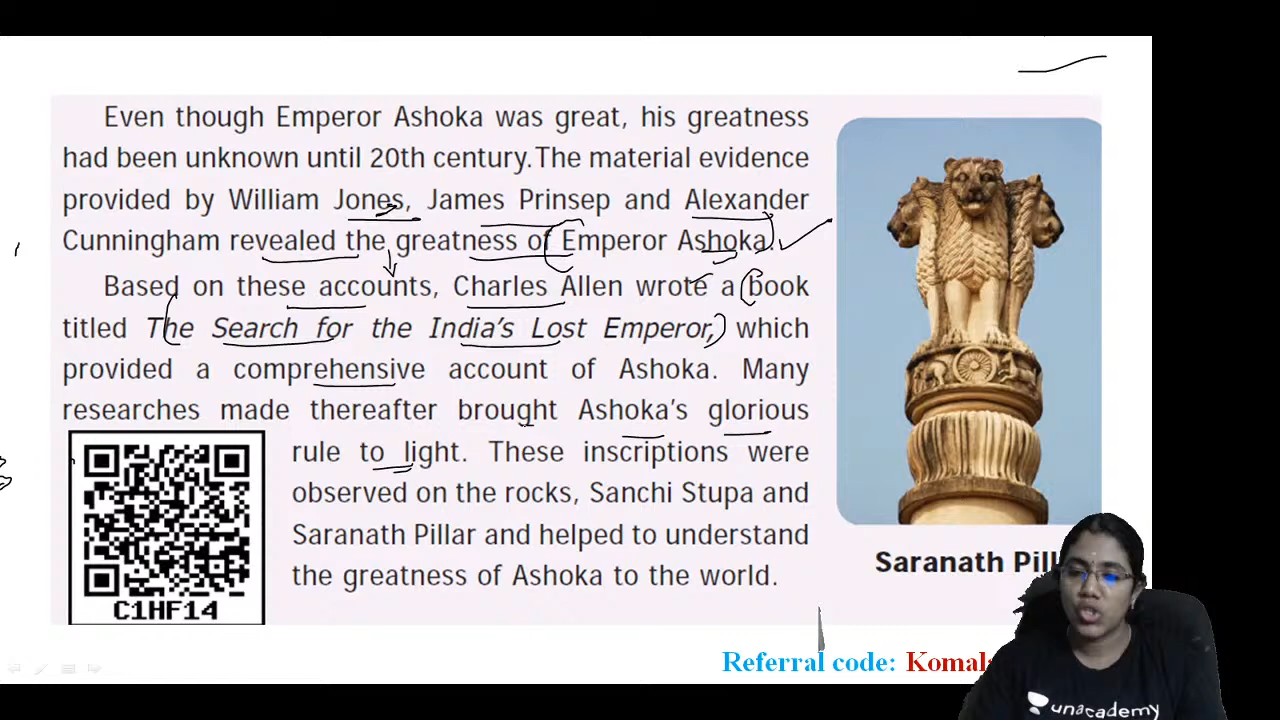 Even though Emperor Ashoka was great, his greatness
had been unknown until 20th century. The material evidence
provided by William Jones, James Prinsep and Alexander
Cunningham revealed the greatness of Emperor Ashoka.
Based on these accounts, Charles Allen wrote a book
titled The Search for the India's Lost Emperor, which
provided a comprehensive account of Ashoka. Many
researches made thereafter brought Ashoka's glorious
rule to light. These inscriptions were
observed on the rocks, Sanchi Stupa and
Saranath Pillar and helped to understand
the greatness of Ashoka to the world.
C1HF14
Saranath
Referral code:
unacademy